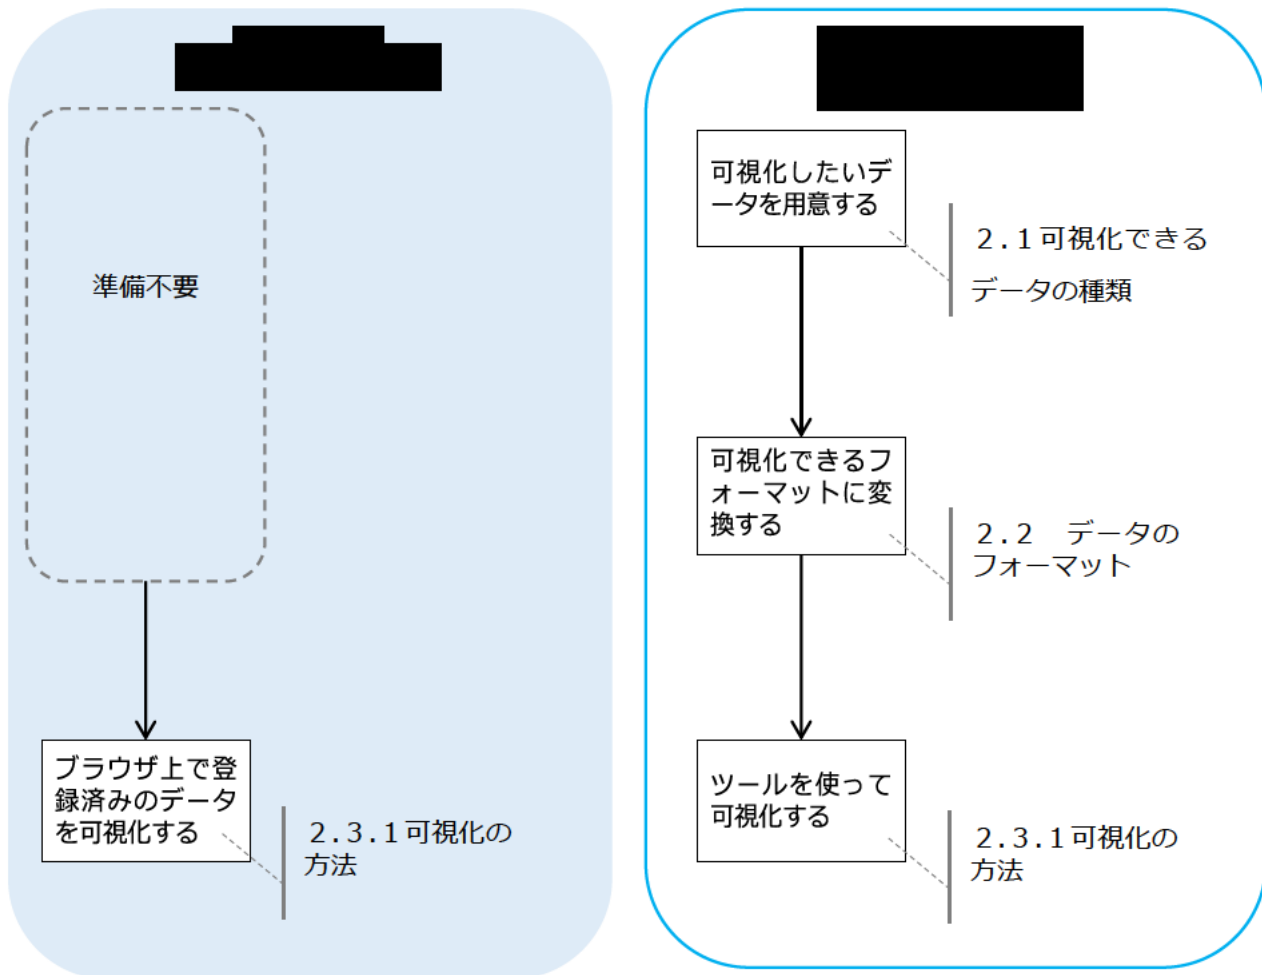 準備不要
ブラウザ上で登
録済みのデータ
を可視化する
２.３.１可視化の
方法
可視化したいデ
ータを用意する
２.１可視化できる
データの種類
可視化できるフ
ォーマットに変
換する
２.２　データの
フォーマット
ツールを使って
可視化する
２.３.１可視化の
方法